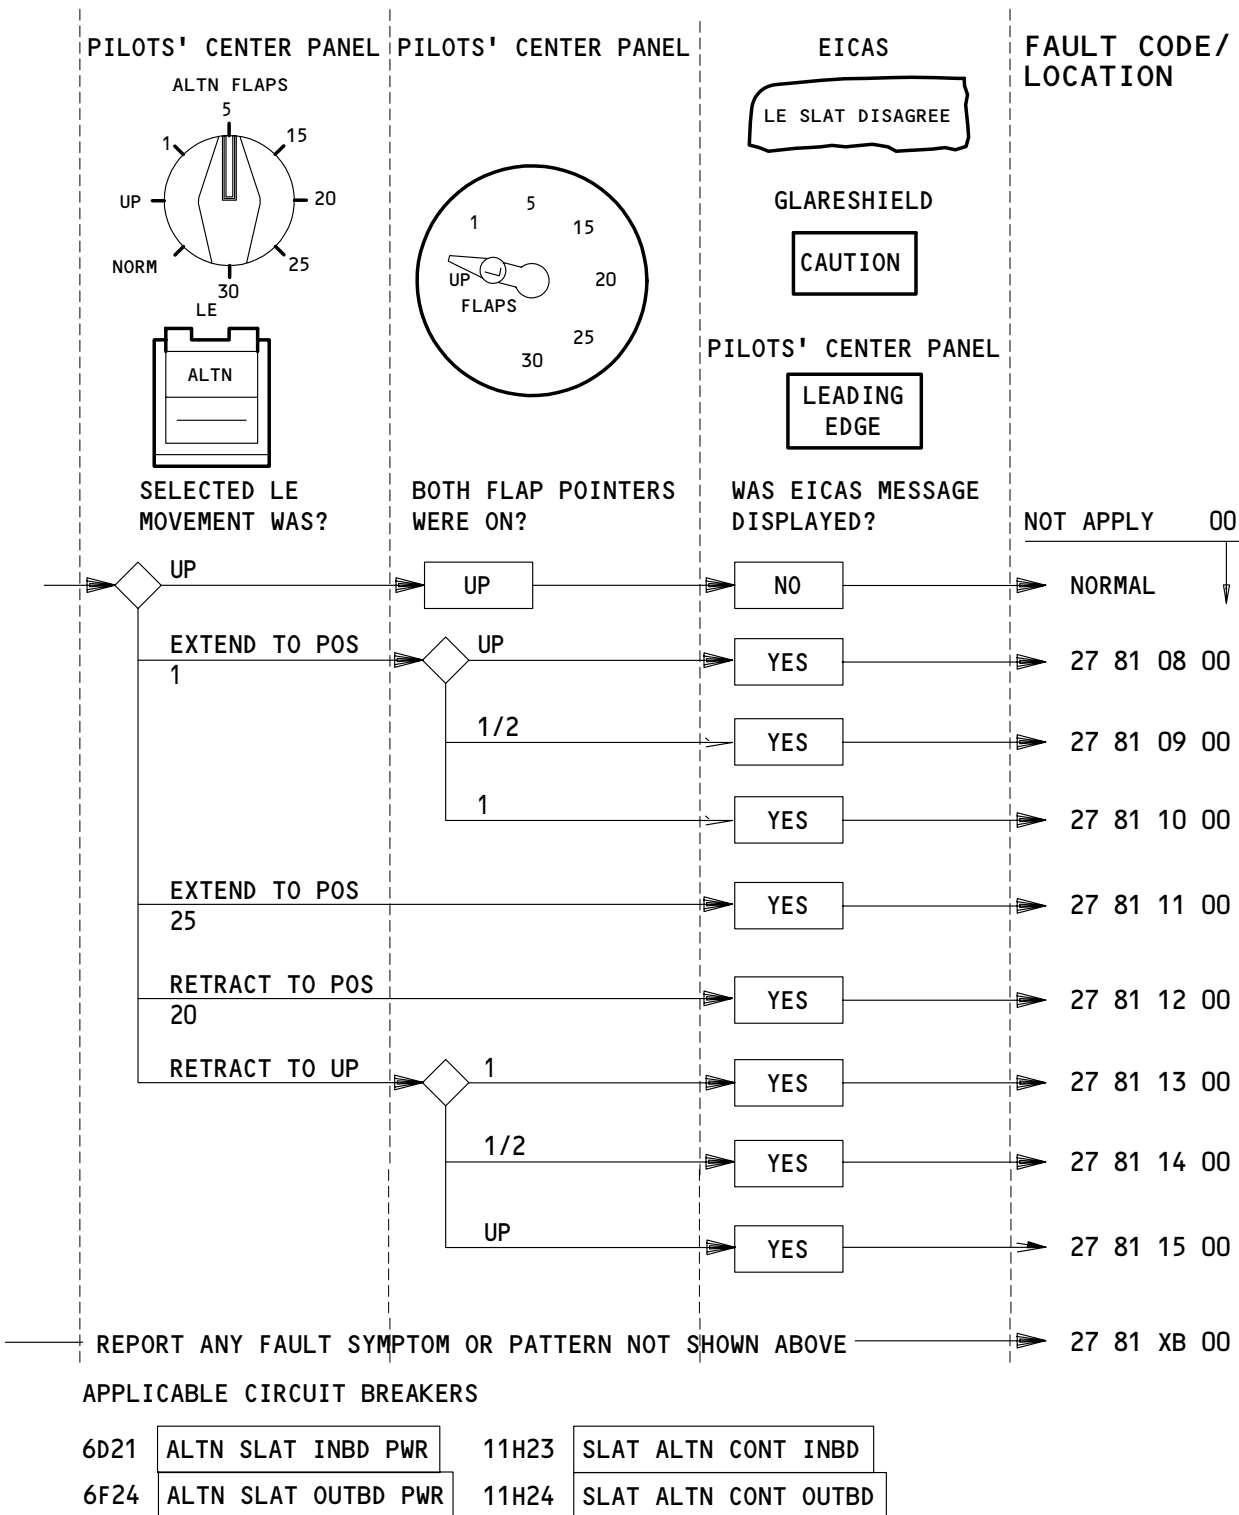 PILOTS' CENTER PANEL
ALTN FLAPS
5
1
15
UP
20
NORM
25
30
LE
ALTN
SELECTED LE
MOVEMENT WAS?
PILOTS' CENTER PANEL
5
1
15
UP
20
FLAPS
25
30
BOTH FLAP POINTERS
WERE ON?
EICAS
LE SLAT DISAGREE
GLARESHIELD
CAUTION
PILOTS' CENTER PANEL
LEADING
EDGE
WAS EICAS MESSAGE
DISPLAYED?
FAULT CODE/
LOCATION
NOT APPLY 00
UP
UP
NO
NORMAL
EXTEND TO POS
1
UP
YES
27 81 08 00
1/2
YES
27 81 09 00
1
YES
27 81 10 00
EXTEND TO POS
25
YES
27 81 11 00
RETRACT TO POS
20
YES
27 81 12 00
RETRACT TO UP
1
YES
27 81 13 00
1/2
YES
27 81 14 00
UP
YES
27 81 15 00
REPORT ANY FAULT SYMPTOM OR PATTERN NOT SHOWN ABOVE
27 81 XB 00
APPLICABLE CIRCUIT BREAKERS
6D21 ALTN SLAT INBD PWR 11H23 SLAT ALTN CONT INBD
6F24 ALTN SLAT OUTBD PWR 11H24 SLAT ALTN CONT OUTBD